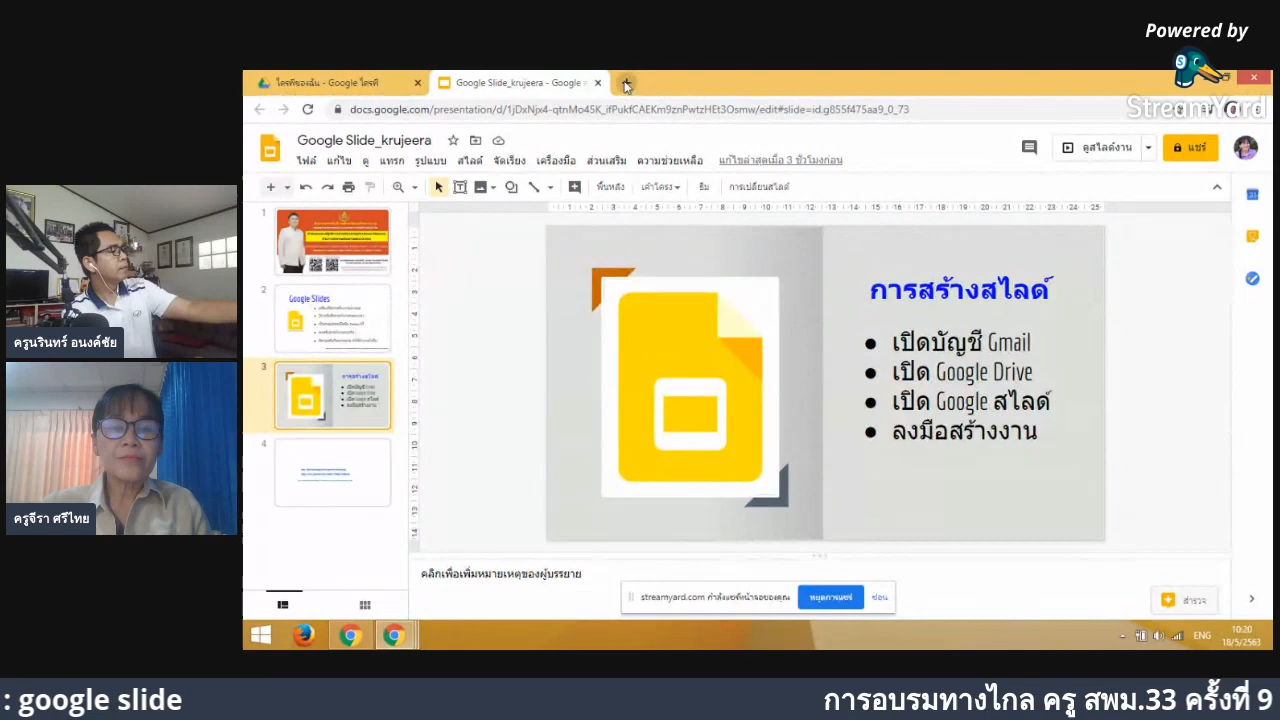 Powered by
StreamYard
ไดรฟ์ของฉัน - Google ไดรฟ์
Google Slide_krujeera - Google
docs.google.com/presentation/d/1jDxNjx4-qtnMo45K_ifPukfCAEKm9znPwtzHEt3Osmw/edit#slide=id.g855f475aa9_0_73
Google Slide_krujeera
ไฟล์ แก้ไข ดู แทรก รูปแบบ สไลด์ จัดเรียง เครื่องมือ ส่วนเสริม ความช่วยเหลือ แก้ไขล่าสุดเมื่อ 3 ชั่วโมงก่อน
ดูสไลด์งาน
แชร์
พื้นหลัง เค้าโครง ธีม การเปลี่ยนสไลด์
1
2
Google Slides
3
4
การสร้างสไลด์
● เปิดบัญชี Gmail
● เปิด Google Drive
● เปิด Google สไลด์
● ลงมือสร้างงาน
คลิกเพื่อเพิ่มหมายเหตุของผู้บรรยาย
streamyard.com กำลังแชร์หน้าจอของคุณ หยุดการแชร์ ซ่อน
สำรวจ
ENG
10:20
18/5/2563
ครูนรินทร์ อนงค์ชัย
ครูจีรา ศรีไทย
: google slide
การอบรมทางไกล ครู สพม.33 ครั้งที่ 9